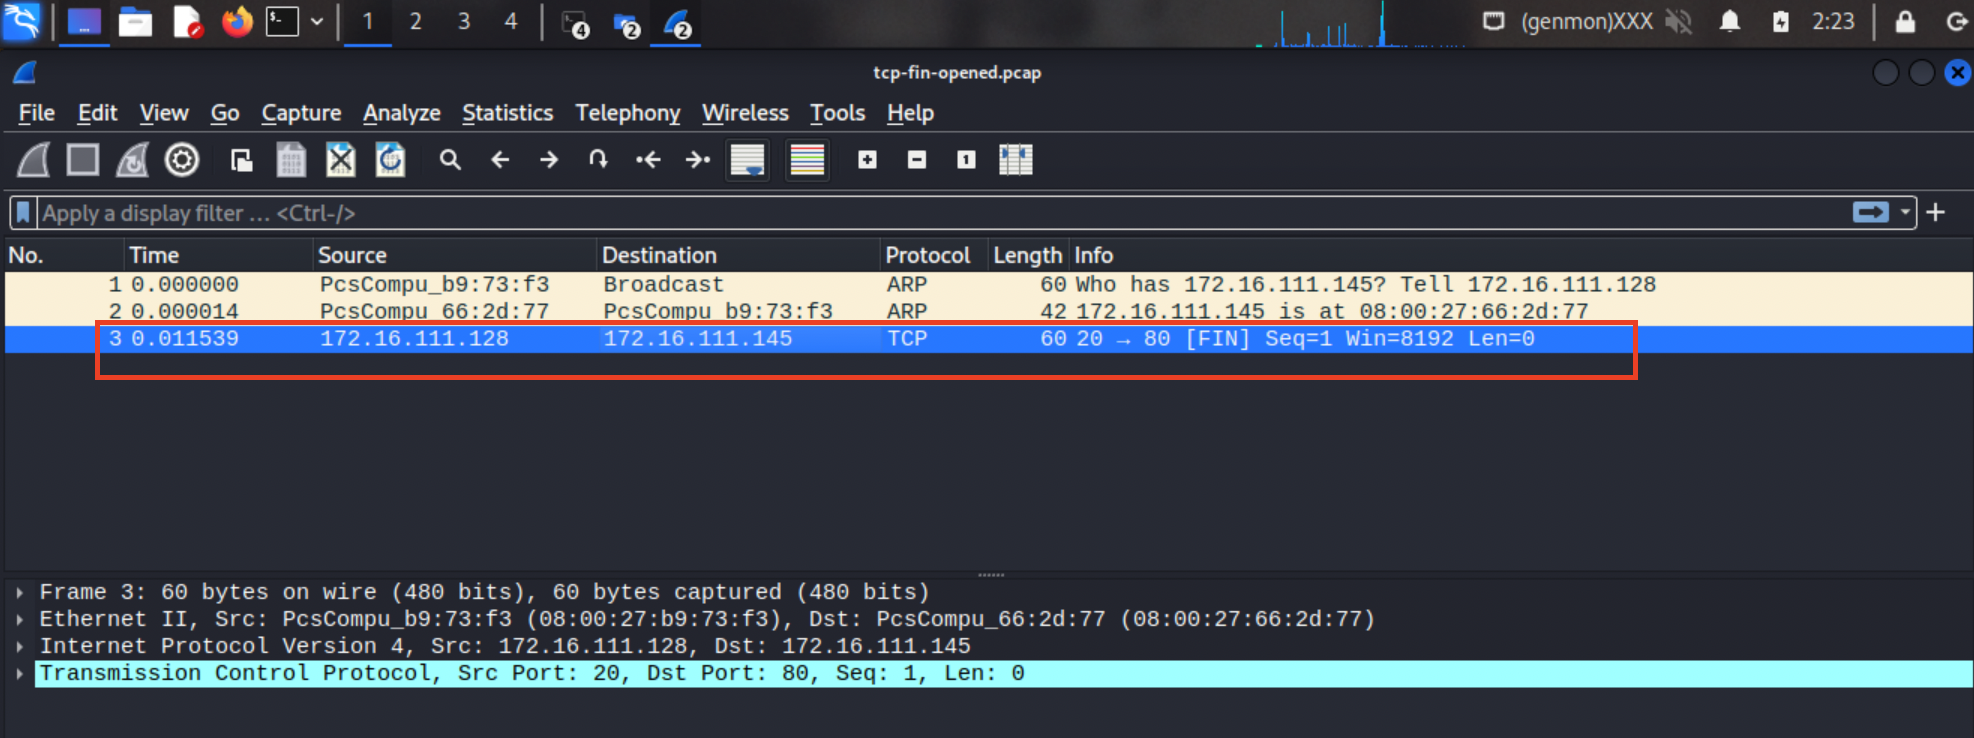 1 2 3 4 4 2 2 (genmon)XXX 2:23
tcp-fin-opened.pcap
File Edit View Go Capture Analyze Statistics Telephony Wireless Tools Help
Apply a display filter ... <Ctrl-/>
No. Time Source Destination Protocol Length Info
1 0.000000 PcsCompu_b9:73:f3 Broadcast ARP 60 Who has 172.16.111.145? Tell 172.16.111.128
2 0.000014 PcsCompu_66:2d:77 PcsCompu_b9:73:f3 ARP 42 172.16.111.145 is at 08:00:27:66:2d:77
3 0.011539 172.16.111.128 172.16.111.145 TCP 60 20 → 80 [FIN] Seq=1 Win=8192 Len=0
Frame 3: 60 bytes on wire (480 bits), 60 bytes captured (480 bits)
Ethernet II, Src: PcsCompu_b9:73:f3 (08:00:27:b9:73:f3), Dst: PcsCompu_66:2d:77 (08:00:27:66:2d:77)
Internet Protocol Version 4, Src: 172.16.111.128, Dst: 172.16.111.145
Transmission Control Protocol, Src Port: 20, Dst Port: 80, Seq: 1, Len: 0